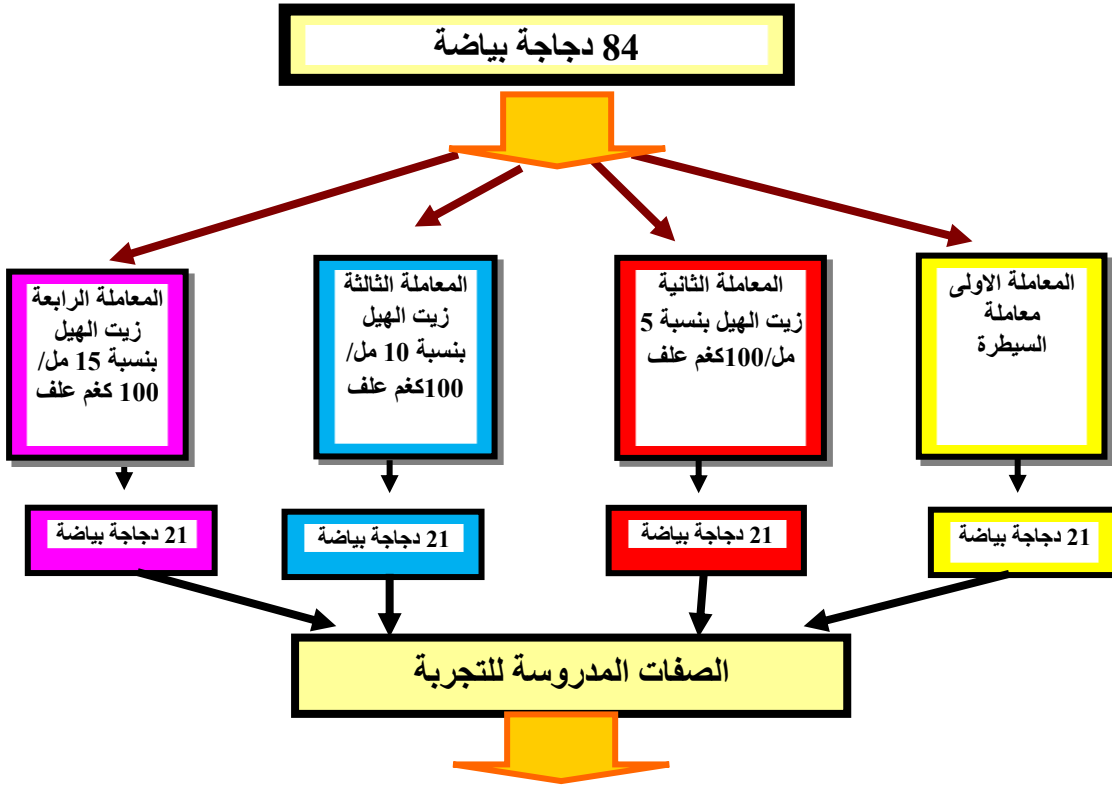 84 دجاجة بياضة
المعاملة الاولى
معاملة
السيطرة
المعاملة الثانية
زيت الهيل بنسبة 5
مل/100كغم علف
المعاملة الثالثة
زيت الهيل
بنسبة 10 مل/
100كغم علف
المعاملة الرابعة
زيت الهيل
بنسبة 15 مل/
100 كغم علف
21 دجاجة بياضة
21 دجاجة بياضة
21 دجاجة بياضة
21 دجاجة بياضة
الصفات المدروسة للتجربة